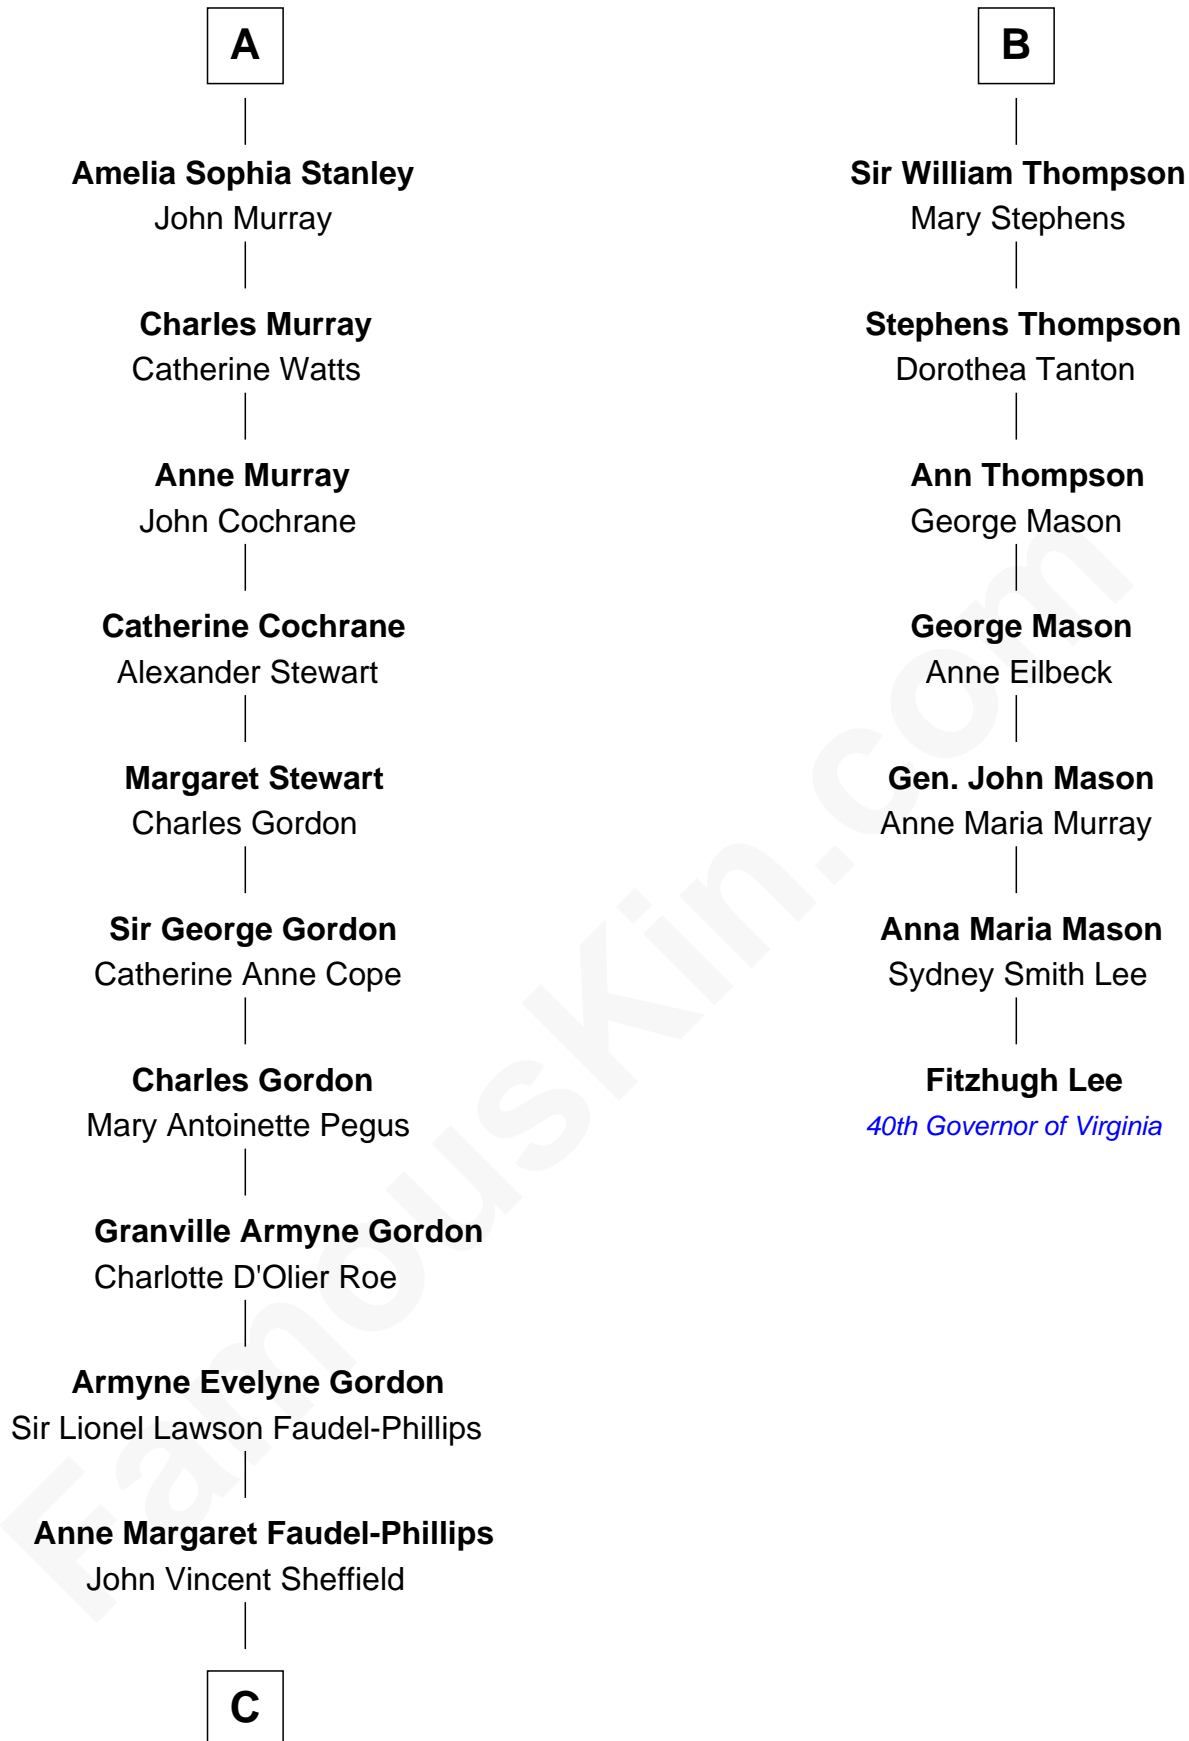 A
Amelia Sophia Stanley
John Murray
Charles Murray
Catherine Watts
Anne Murray
John Cochrane
Catherine Cochrane
Alexander Stewart
Margaret Stewart
Charles Gordon
Sir George Gordon
Catherine Anne Cope
Charles Gordon
Mary Antoinette Pegus
Granville Armyne Gordon
Charlotte D'Olier Roe
Armyne Evelyne Gordon
Sir Lionel Lawson Faudel-Phillips
Anne Margaret Faudel-Phillips
John Vincent Sheffield
C
B
Sir William Thompson
Mary Stephens
Stephens Thompson
Dorothea Tanton
Ann Thompson
George Mason
George Mason
Anne Eilbeck
Gen. John Mason
Anne Maria Murray
Anna Maria Mason
Sydney Smith Lee
Fitzhugh Lee
40th Governor of Virginia
FamousKin.com